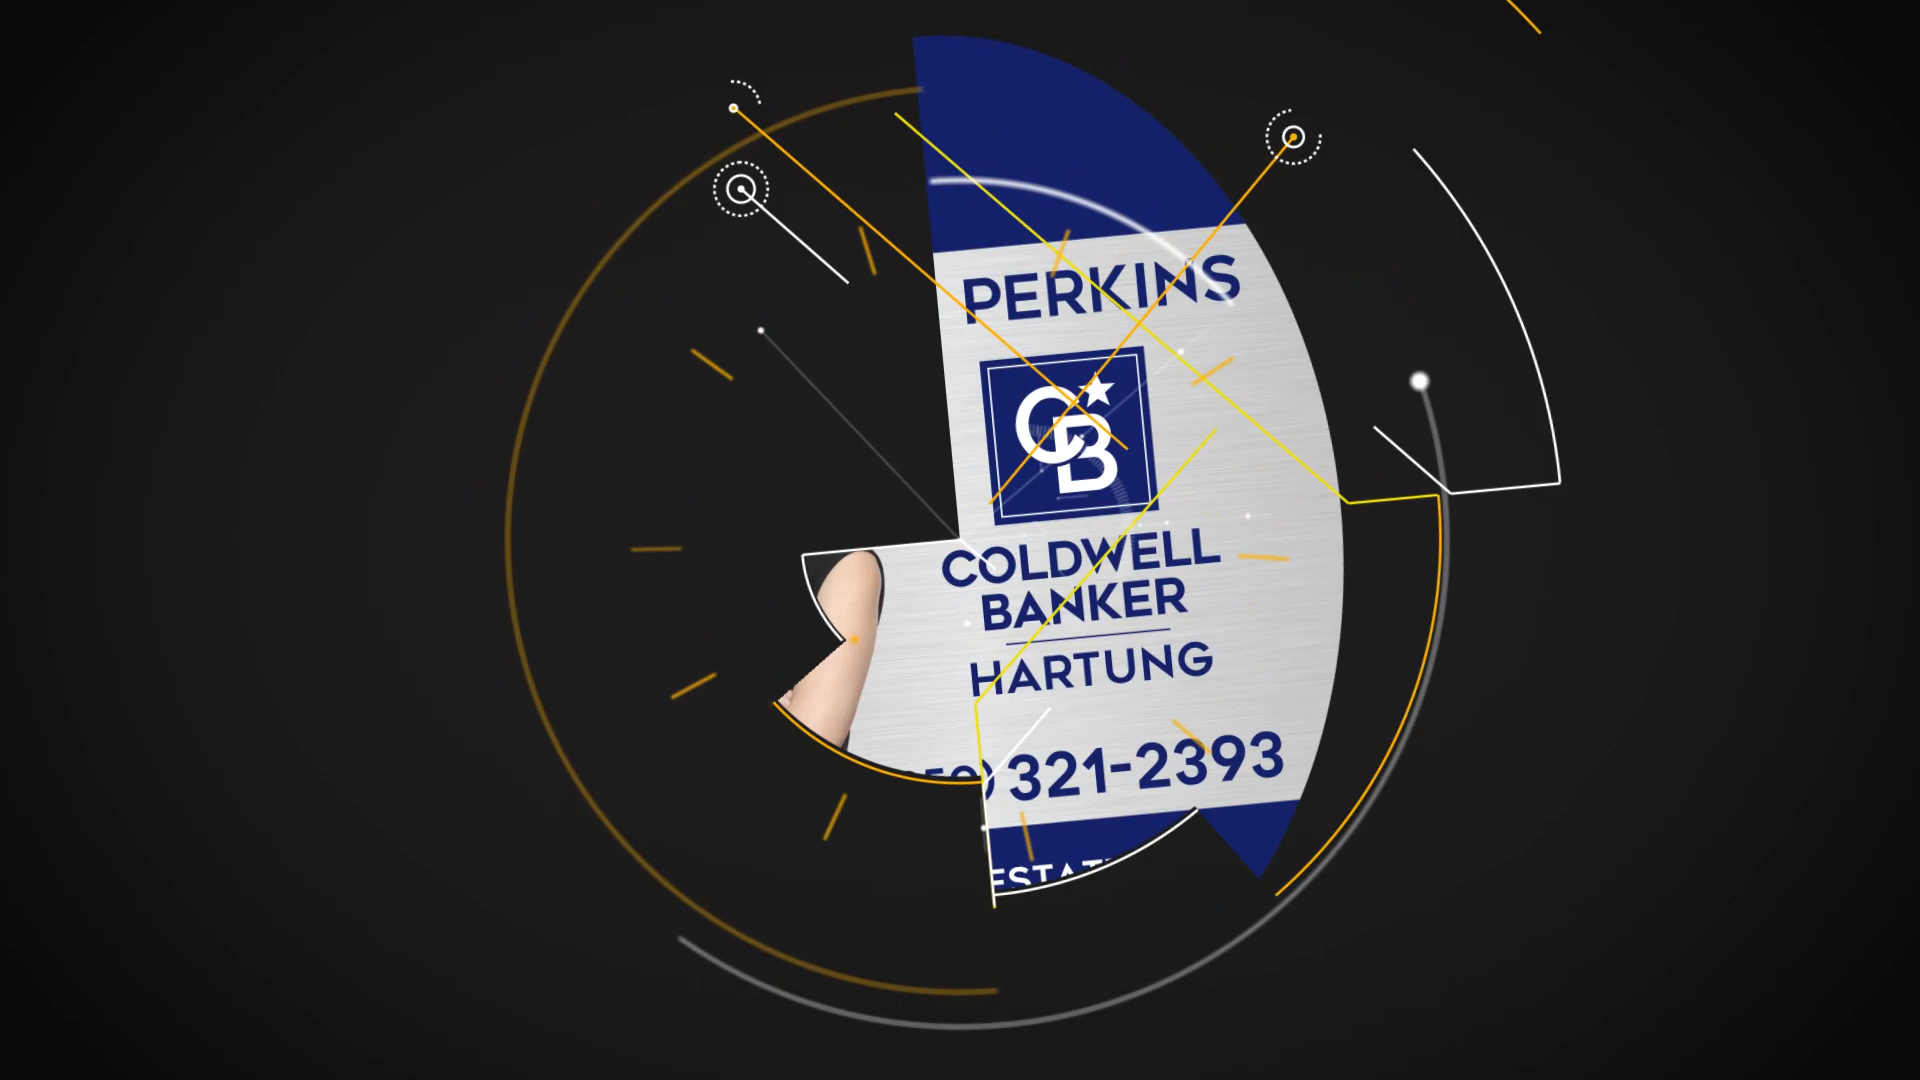 PERKINS
CB
COLDWELL
BANKER
HARTUNG
321-2393